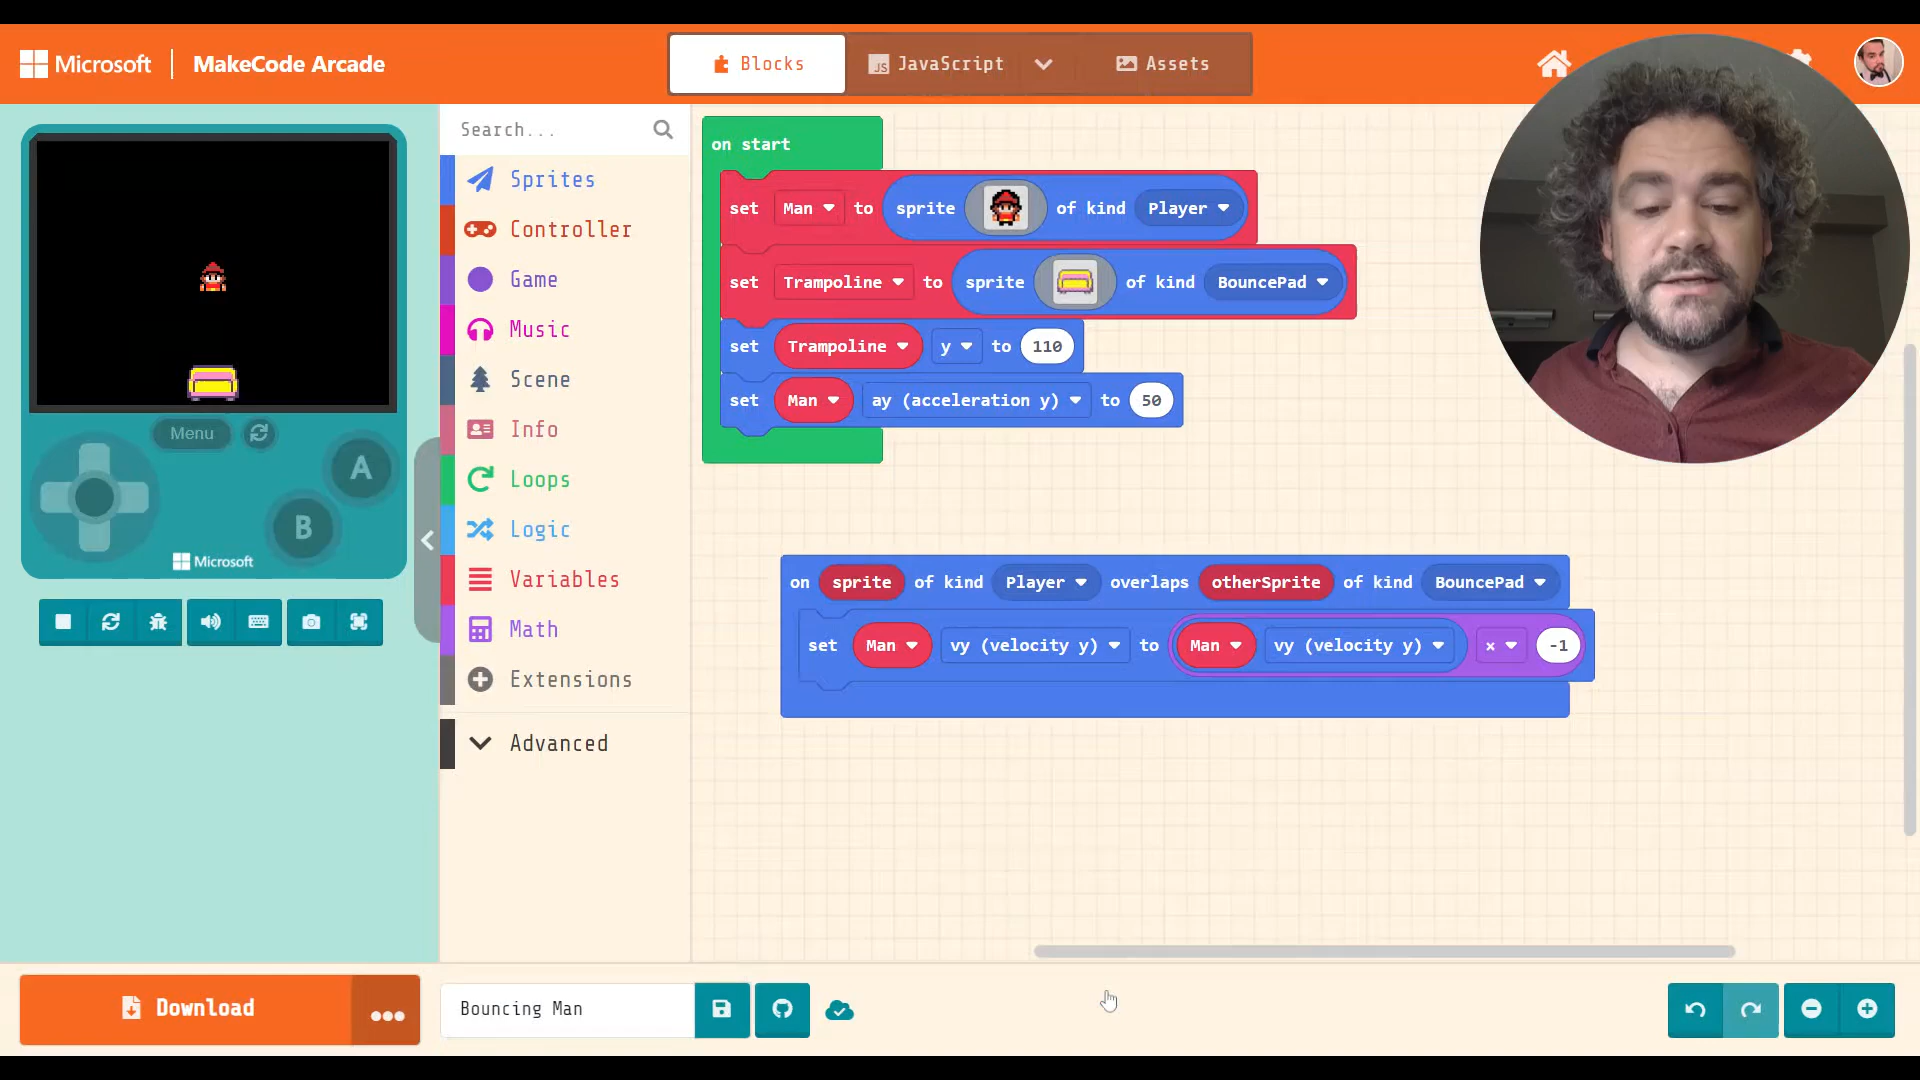 Microsoft
MakeCode Arcade
Blocks
JS
JavaScript
Assets
Search...
Sprites
Controller
Game
Music
Scene
Info
Loops
Logic
Variables
Math
Extensions
Advanced
Menu
A
B
Microsoft
on start
set Man to sprite of kind Player
set Trampoline to sprite of kind BouncePad
set Trampoline y to 110
set Man ay (acceleration y) to 50
on sprite of kind Player overlaps otherSprite of kind BouncePad
set Man vy (velocity y) to Man vy (velocity y) × -1
Download
Bouncing Man